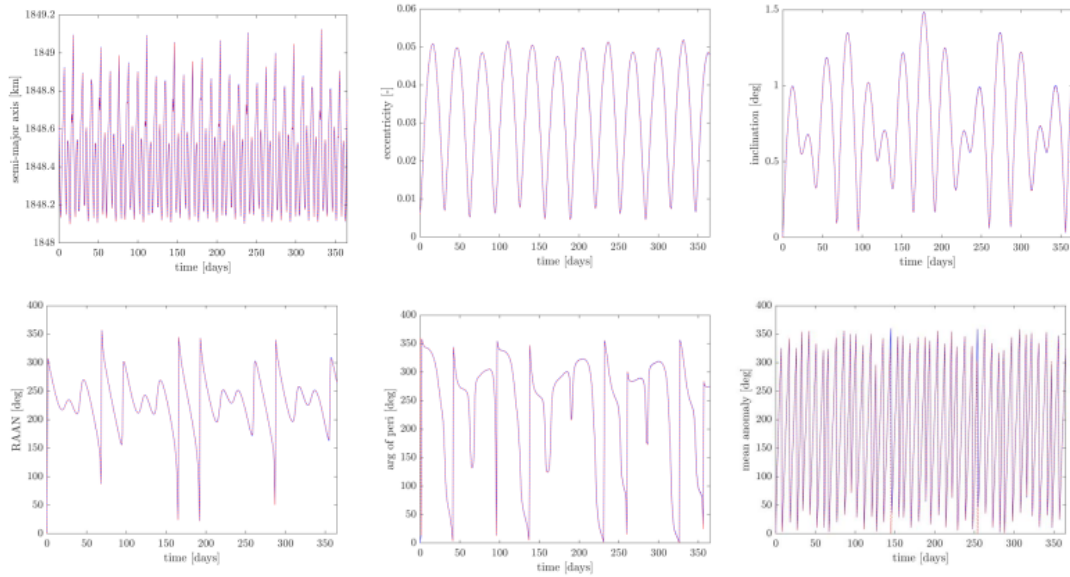 1849.2
1849
1848.8
1848.6
1848.4
1848.2
1848
semi-major axis [km]
0 50 100 150 200 250 300 350
time [days]
0.06
0.05
0.04
0.03
0.02
0.01
0
eccentricity [-]
0 50 100 150 200 250 300 350
time [days]
1.5
1
0.5
0
inclination [deg]
0 50 100 150 200 250 300 350
time [days]
400
350
300
250
200
150
100
50
0
RAAN [deg]
0 50 100 150 200 250 300 350
time [days]
400
350
300
250
200
150
100
50
0
arg of peri [deg]
0 50 100 150 200 250 300 350
time [days]
400
350
300
250
200
150
100
50
0
mean anomaly [deg]
0 50 100 150 200 250 300 350
time [days]